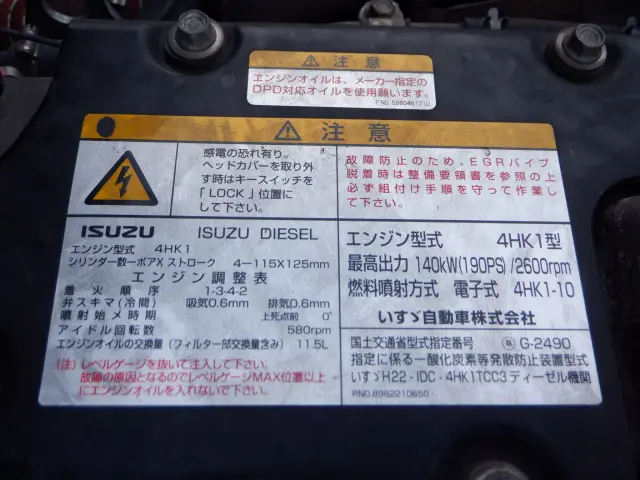 ⚠ 注意
エンジンオイルは、メーカー指定の
DPD対応オイルを使用願います。
P.NO. 8980461710
⚠ 注意
感電の恐れ有り。
ヘッドカバーを取り外
す時はキースイッチを
「LOCK」位置に
して下さい。
故障防止のため、EGRパイプ
脱着時は整備要領書を参照の上
必ず組付け手順を守って作業し
て下さい。
ISUZU ISUZU DIESEL
エンジン型式 4HK1
シリンダー数ーボアXストローク 4－115X125mm
エンジン調整表
着火順序 1-3-4-2
弁スキマ(冷間) 吸気0.6mm 排気0.6mm
噴射始メ時期 上死点前 0°
アイドル回転数 580rpm
エンジンオイルの交換量 (フィルター部交換量含み) 11.5L
(注) レベルゲージを抜いて注入して下さい。
故障の原因となるのでレベルゲージMAX位置以上
にエンジンオイルを入れないで下さい。
エンジン型式 4HK1型
最高出力 140kW(190PS)/2600rpm
燃料噴射方式 電子式 4HK1-10
いすゞ自動車株式会社
国土交通省型式指定番号 G-2490
指定に係る一酸化炭素等発散防止装置型式
いすゞH22・IDC・4HK1TCC3ディーゼル機関
P.NO.8982210650